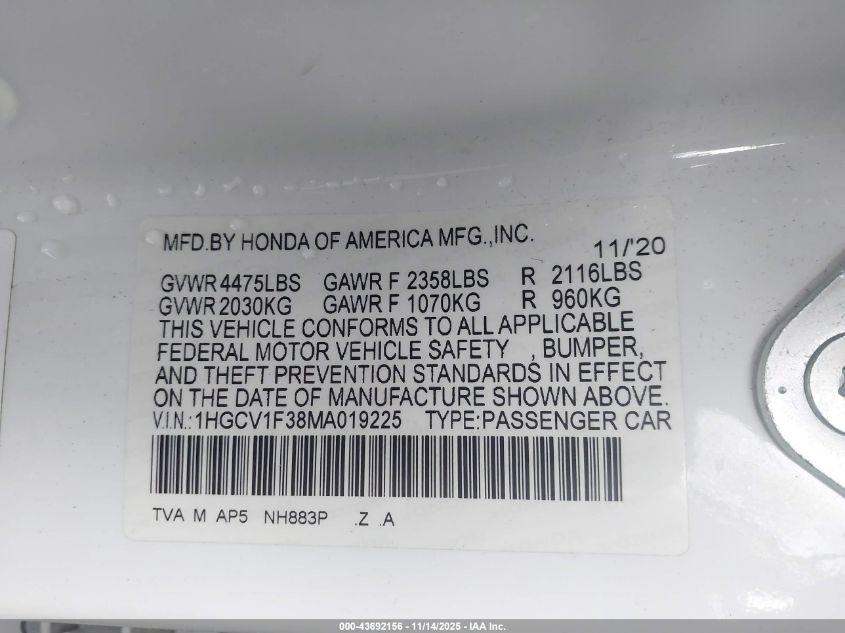 MFD.BY HONDA OF AMERICA MFG.,INC. 11/'20
GVWR 4475LBS GAWR F 2358LBS R 2116LBS
GVWR 2030KG GAWR F 1070KG R 960KG
THIS VEHICLE CONFORMS TO ALL APPLICABLE
FEDERAL MOTOR VEHICLE SAFETY , BUMPER,
AND THEFT PREVENTION STANDARDS IN EFFECT
ON THE DATE OF MANUFACTURE SHOWN ABOVE.
V.I.N.:1HGCV1F38MA019225 TYPE:PASSENGER CAR
TVA M AP5 NH883P .Z .A
000-43692156 - 11/14/2025 - IAA Inc.